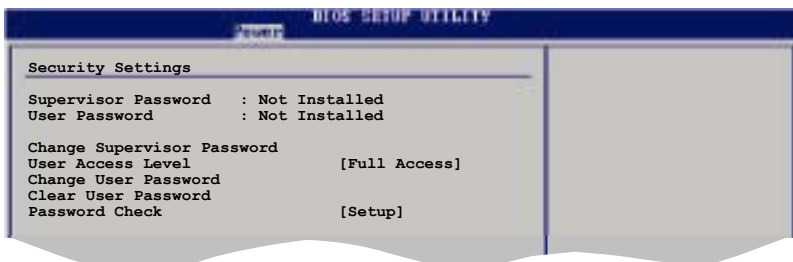 BIOS SETUP UTILITY
Power
Security Settings
Supervisor Password : Not Installed
User Password : Not Installed
Change Supervisor Password
User Access Level [Full Access]
Change User Password
Clear User Password
Password Check [Setup]